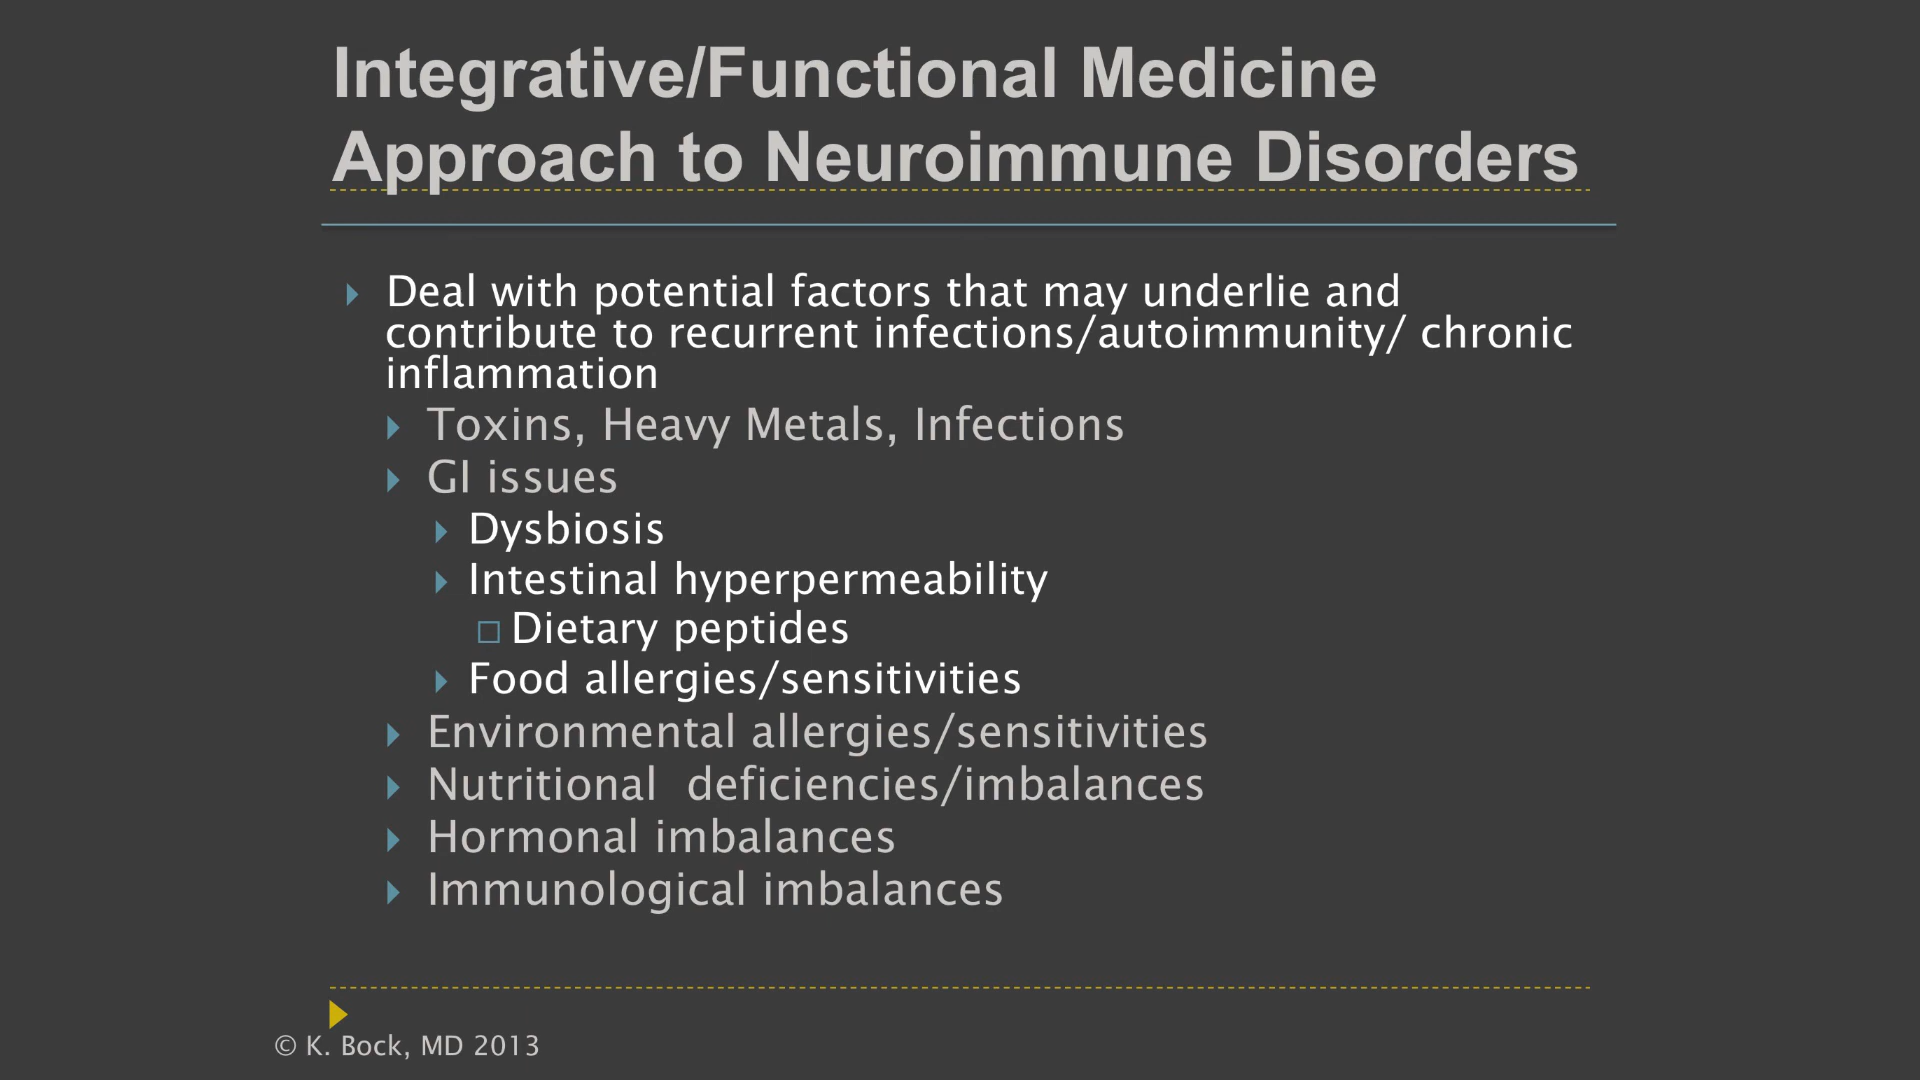 Integrative/Functional Medicine
Approach to Neuroimmune Disorders
Deal with potential factors that may underlie and
contribute to recurrent infections/autoimmunity/ chronic
inflammation
Toxins, Heavy Metals, Infections
GI issues
Dysbiosis
Intestinal hyperpermeability
Dietary peptides
Food allergies/sensitivities
Environmental allergies/sensitivities
Nutritional  deficiencies/imbalances
Hormonal imbalances
Immunological imbalances
© K. Bock, MD 2013